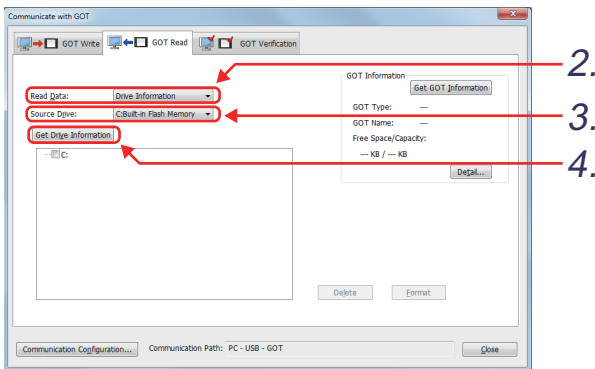 Communicate with GOT
GOT Write
GOT Read
GOT Verification
2.
Read Data:
Drive Information
Source Drive:
C:Built-in Flash Memory
3.
Get Drive Information
4.
C:
GOT Information
Get GOT Information
GOT Type: ---
GOT Name: ---
Free Space/Capacity:
--- KB / --- KB
Detail...
Delete
Format
Communication Configuration...
Communication Path: PC - USB - GOT
Close